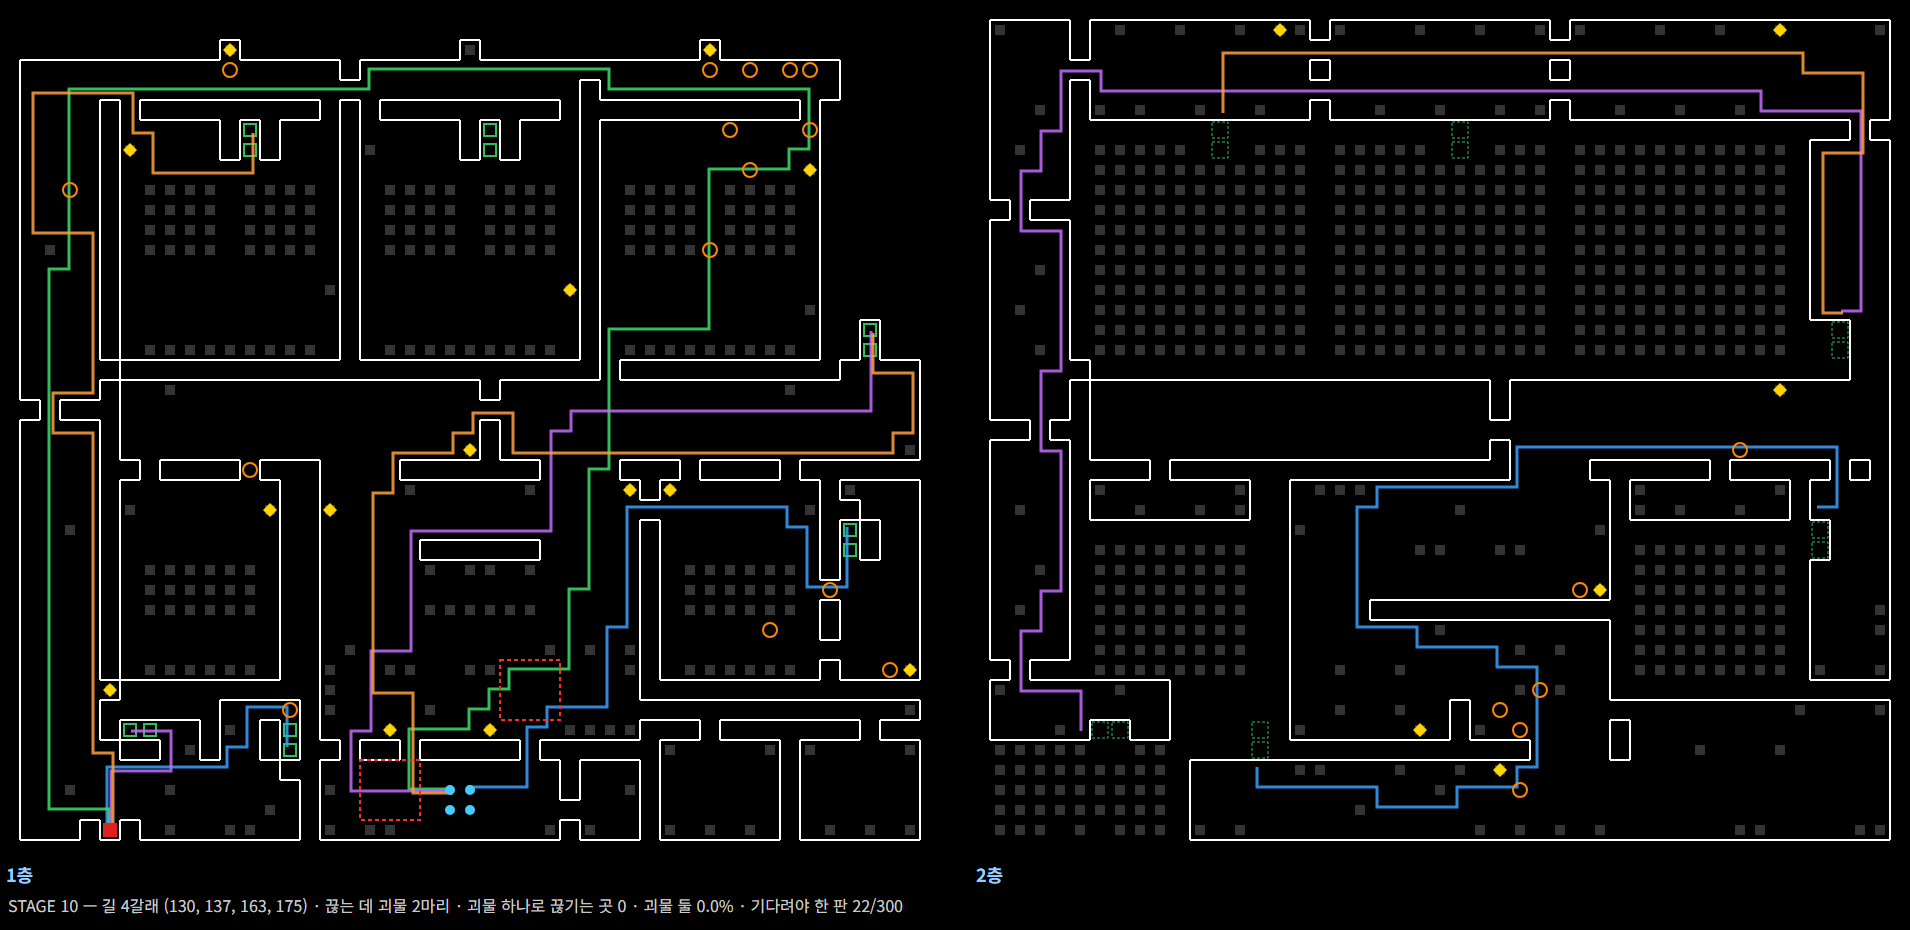 1층
2층
STAGE 10 — 길 4갈래 (130, 137, 163, 175) · 끊는 데 괴물 2마리 · 괴물 하나로 끊기는 곳 0 · 괴물 둘 0.0% · 기다려야 한 판 22/300